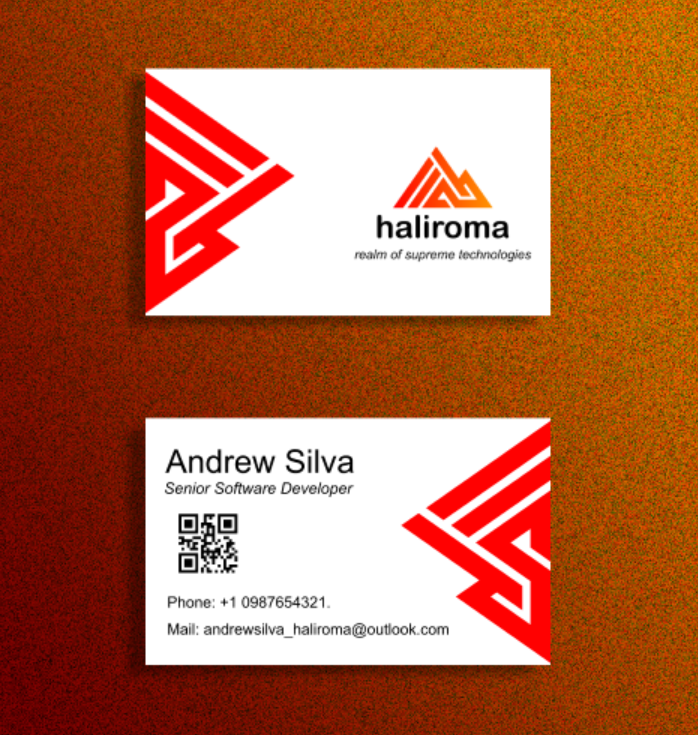 haliroma
realm of supreme technologies
Andrew Silva
Senior Software Developer
Phone: +1 0987654321.
Mail: andrewsilva_haliroma@outlook.com